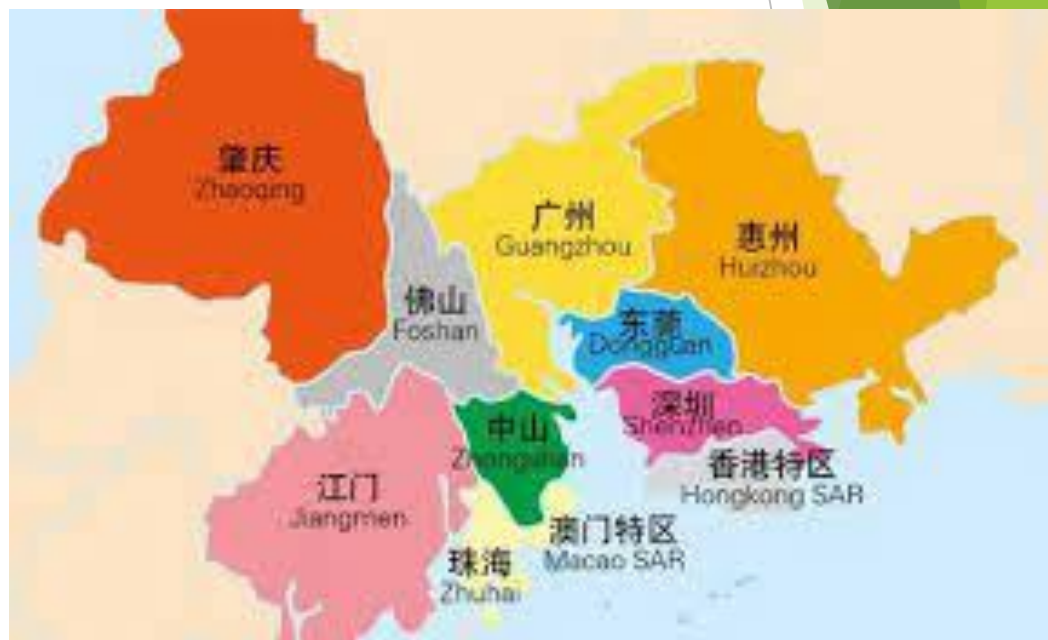 肇庆
Zhaoqing
广州
Guangzhou
惠州
Huizhou
佛山
Foshan
东莞
Dongguan
深圳
Shenzhen
中山
Zhongshan
香港特区
Hongkong SAR
江门
Jiangmen
澳门特区
Macao SAR
珠海
Zhuhai